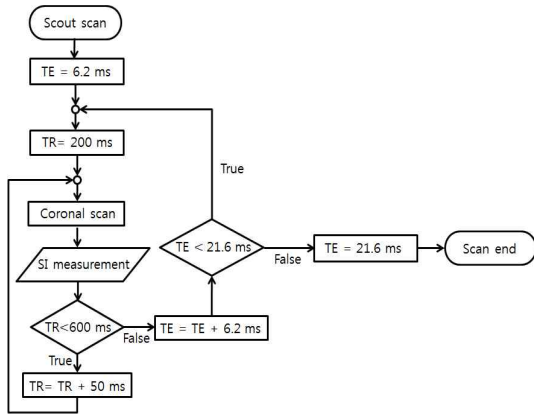 Scout scan
TE = 6.2 ms
TR= 200 ms
True
Coronal scan
TE < 21.6 ms
TE = 21.6 ms
Scan end
False
SI measurement
TR<600 ms
TE = TE + 6.2 ms
False
True
TR= TR + 50 ms